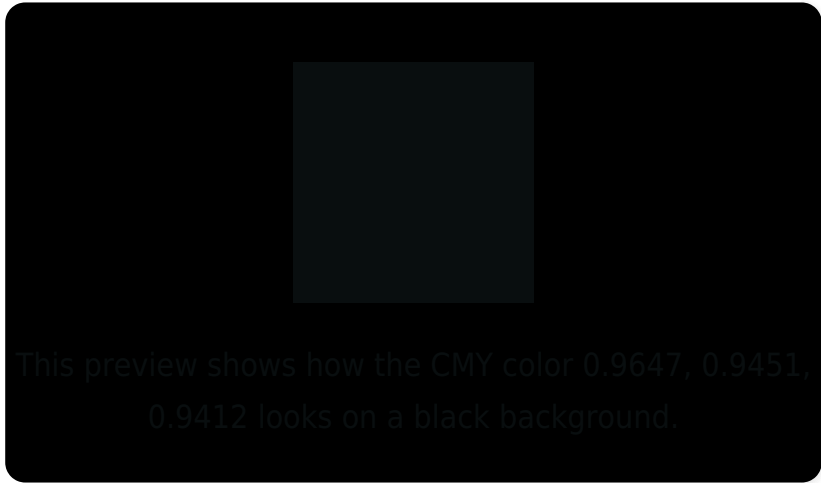 This preview shows how the CMY color 0.9647, 0.9451,
0.9412 looks on a black background.